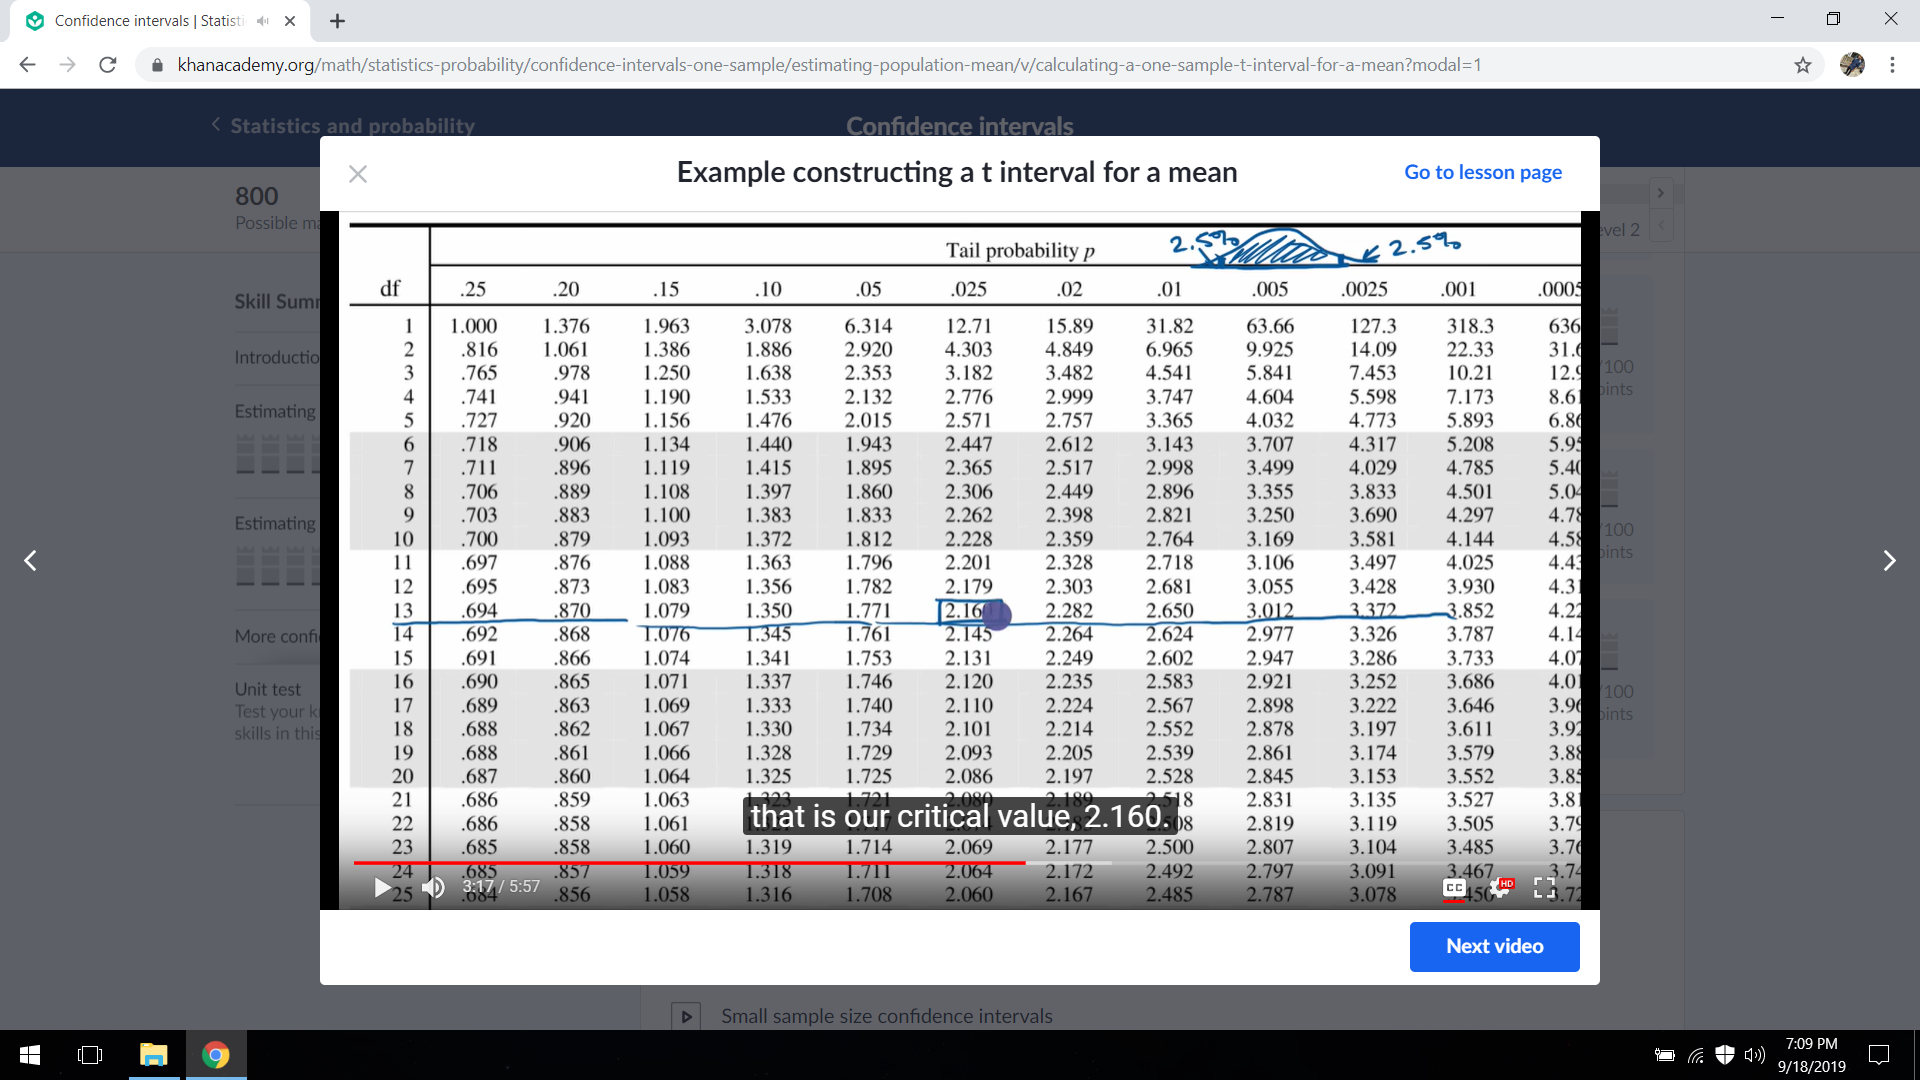 Confidence intervals | Statisti
khanacademy.org/math/statistics-probability/confidence-intervals-one-sample/estimating-population-mean/v/calculating-a-one-sample-t-interval-for-a-mean?modal=1
Statistics and probability
Confidence intervals
800
Possible ma
Example constructing a t interval for a mean
Go to lesson page
evel 2
Skill Summ
Introductio
Estimating
Estimating
More confi
Unit test
Test your k
skills in this
/100
oints
/100
oints
/100
oints
Tail probability p
2.5% 2.5%
df .25 .20 .15 .10 .05 .025 .02 .01 .005 .0025 .001 .0005
1 1.000 1.376 1.963 3.078 6.314 12.71 15.89 31.82 63.66 127.3 318.3 636
2 .816 1.061 1.386 1.886 2.920 4.303 4.849 6.965 9.925 14.09 22.33 31.6
3 .765 .978 1.250 1.638 2.353 3.182 3.482 4.541 5.841 7.453 10.21 12.9
4 .741 .941 1.190 1.533 2.132 2.776 2.999 3.747 4.604 5.598 7.173 8.61
5 .727 .920 1.156 1.476 2.015 2.571 2.757 3.365 4.032 4.773 5.893 6.86
6 .718 .906 1.134 1.440 1.943 2.447 2.612 3.143 3.707 4.317 5.208 5.95
7 .711 .896 1.119 1.415 1.895 2.365 2.517 2.998 3.499 4.029 4.785 5.40
8 .706 .889 1.108 1.397 1.860 2.306 2.449 2.896 3.355 3.833 4.501 5.04
9 .703 .883 1.100 1.383 1.833 2.262 2.398 2.821 3.250 3.690 4.297 4.78
10 .700 .879 1.093 1.372 1.812 2.228 2.359 2.764 3.169 3.581 4.144 4.58
11 .697 .876 1.088 1.363 1.796 2.201 2.328 2.718 3.106 3.497 4.025 4.43
12 .695 .873 1.083 1.356 1.782 2.179 2.303 2.681 3.055 3.428 3.930 4.31
13 .694 .870 1.079 1.350 1.771 2.16 2.282 2.650 3.012 3.372 3.852 4.22
14 .692 .868 1.076 1.345 1.761 2.145 2.264 2.624 2.977 3.326 3.787 4.14
15 .691 .866 1.074 1.341 1.753 2.131 2.249 2.602 2.947 3.286 3.733 4.07
16 .690 .865 1.071 1.337 1.746 2.120 2.235 2.583 2.921 3.252 3.686 4.01
17 .689 .863 1.069 1.333 1.740 2.110 2.224 2.567 2.898 3.222 3.646 3.96
18 .688 .862 1.067 1.330 1.734 2.101 2.214 2.552 2.878 3.197 3.611 3.92
19 .688 .861 1.066 1.328 1.729 2.093 2.205 2.539 2.861 3.174 3.579 3.88
20 .687 .860 1.064 1.325 1.725 2.086 2.197 2.528 2.845 3.153 3.552 3.85
21 .686 .859 1.063 1.323 1.721 2.080 2.189 2.518 2.831 3.135 3.527 3.81
22 .686 .858 1.061 2.819 3.119 3.505 3.79
that is our critical value, 2.160.
23 .685 .858 1.060 1.319 1.714 2.069 2.177 2.500 2.807 3.104 3.485 3.76
24 .685 .857 1.059 1.318 1.711 2.064 2.172 2.492 2.797 3.091 3.467 3.74
3:17 / 5:57
CC
HD
25 .684 .856 1.058 1.316 1.708 2.060 2.167 2.485 2.787 3.078 .450 3.72
Next video
Small sample size confidence intervals
7:09 PM
9/18/2019